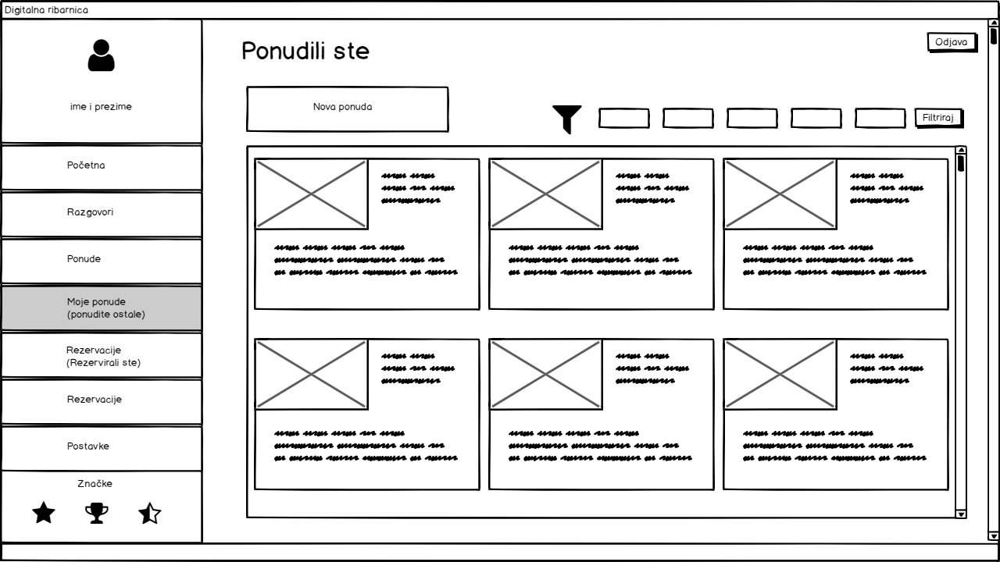 Digitalna ribarnica
ime i prezime
Početna
Razgovori
Ponude
Moje ponude
(ponudite ostale)
Rezervacije
(Rezervirali ste)
Rezervacije
Postavke
Značke
Ponudili ste
Odjava
Nova ponuda
Filtriraj